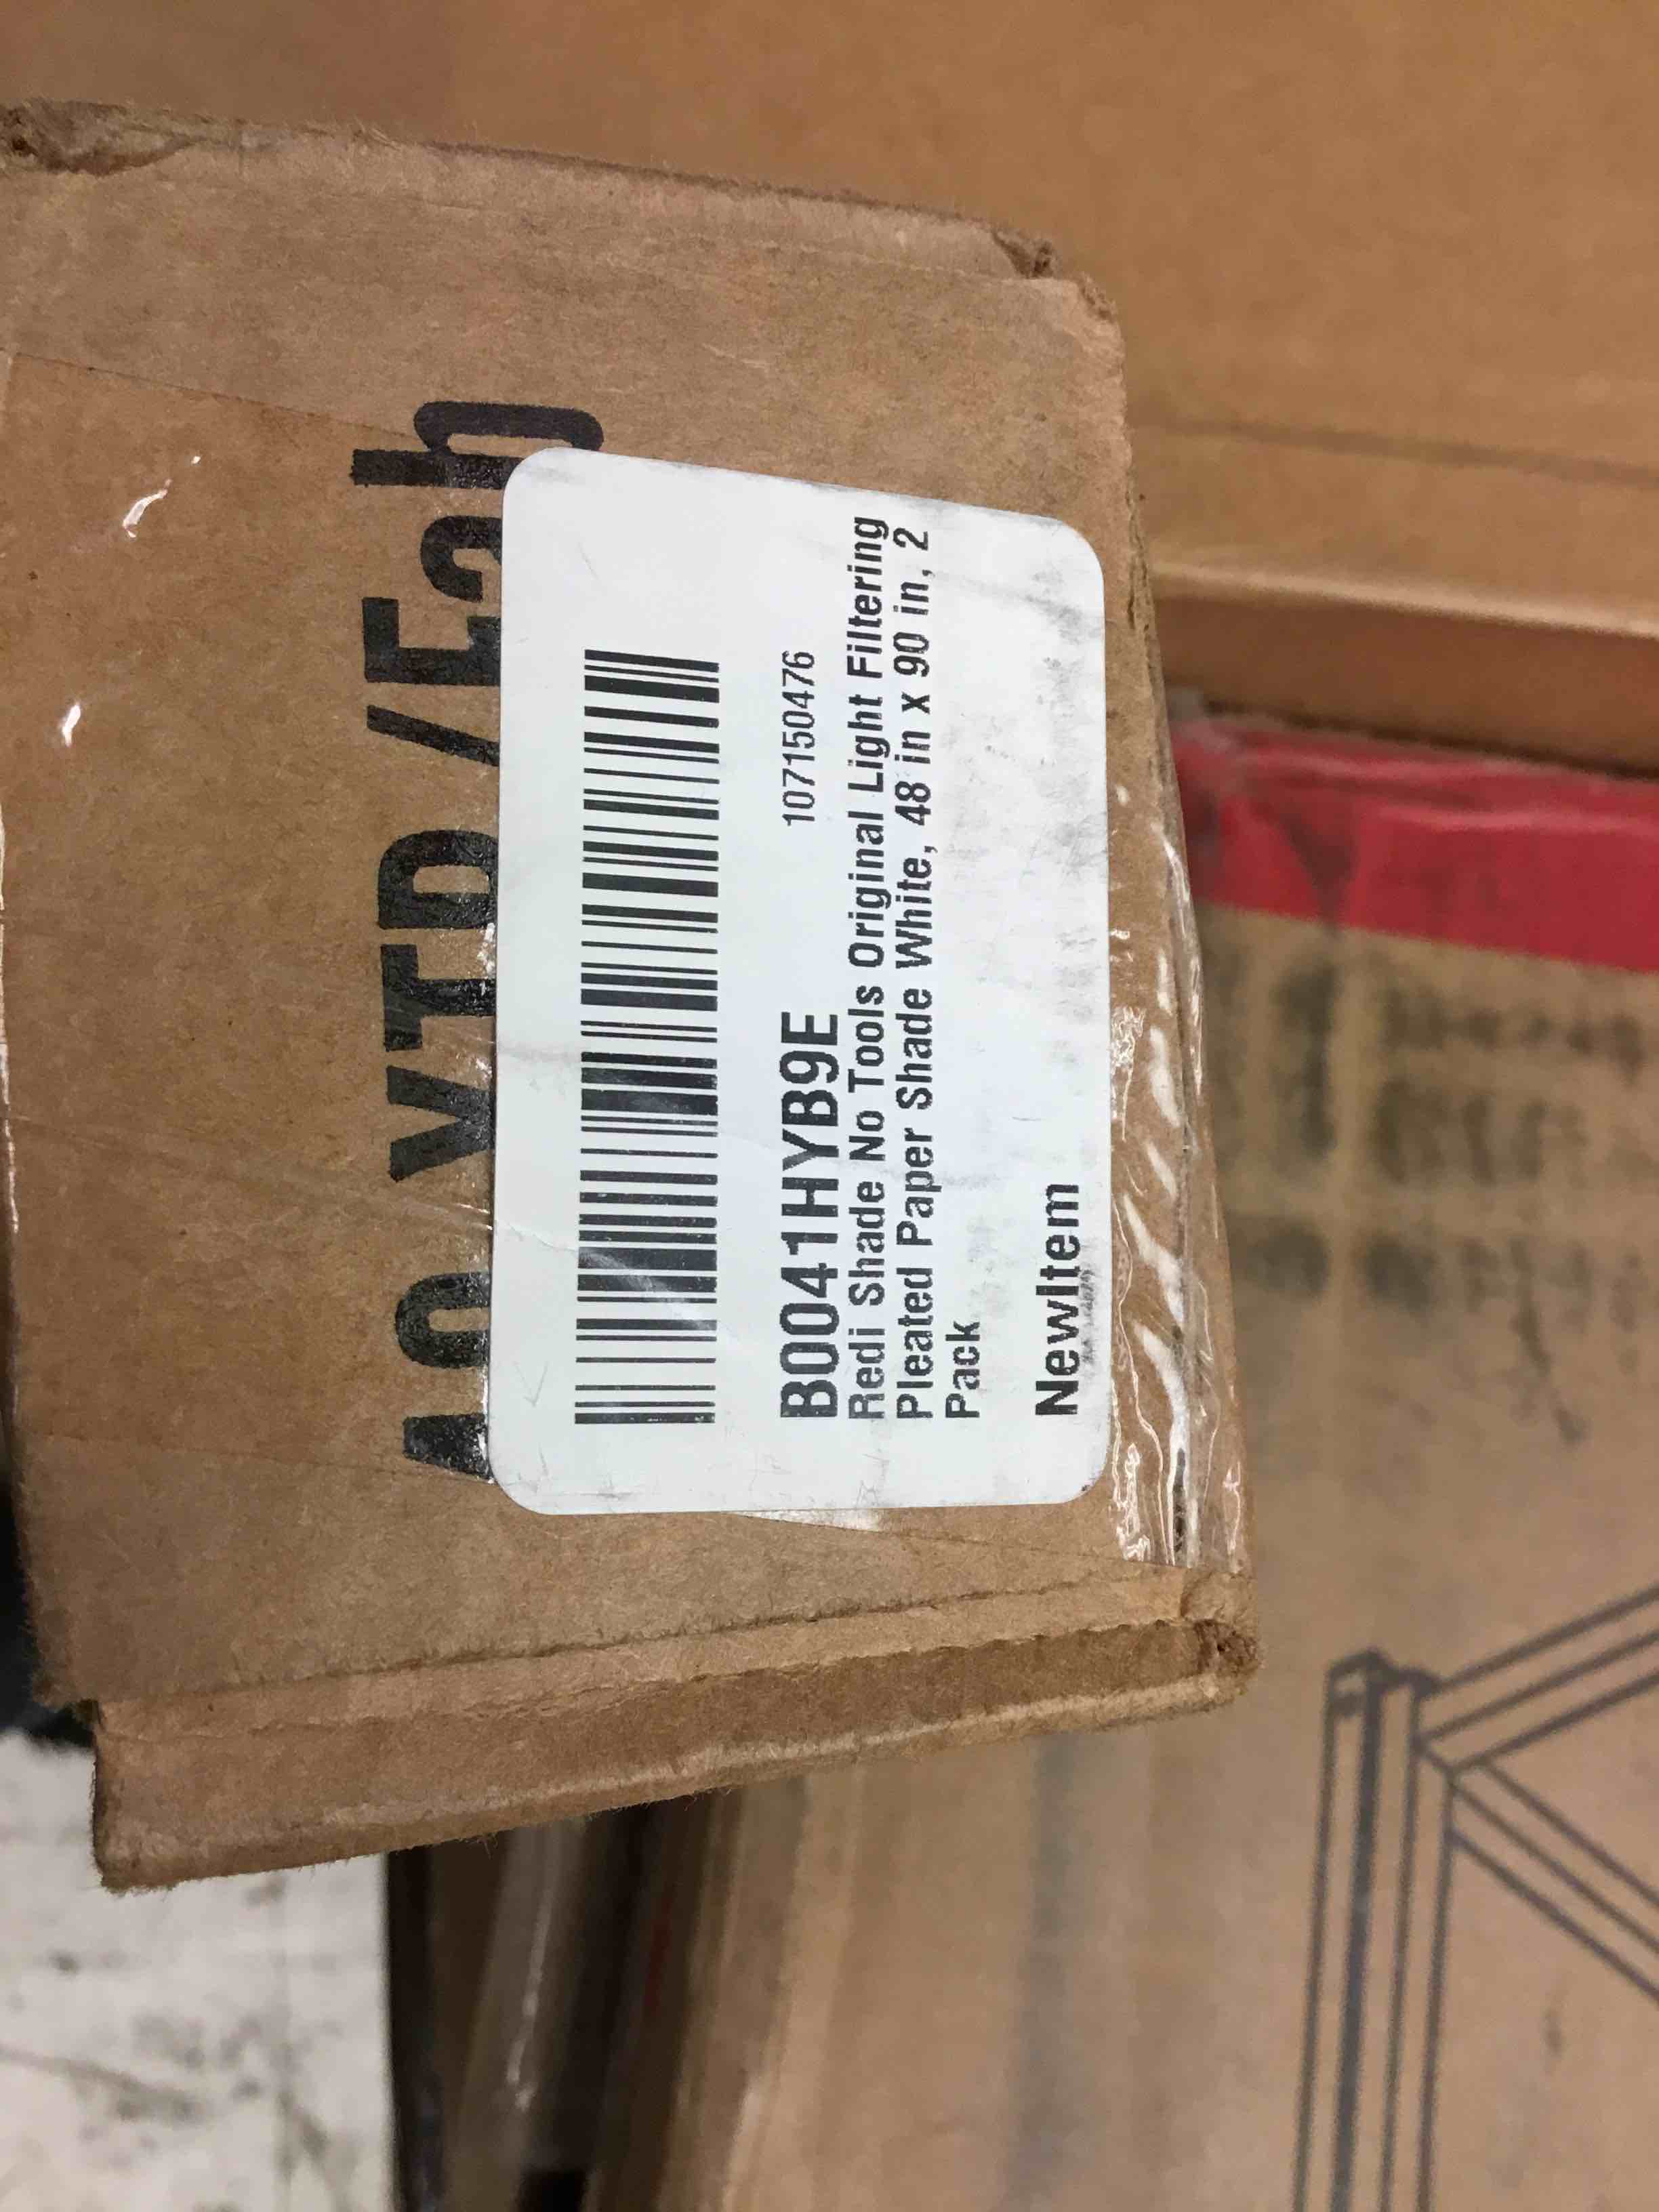 107150476
B0041HYB9E
Redi Shade No Tools Original Light Filtering
Pleated Paper Shade White, 48 in x 90 in, 2
Pack
NewItem